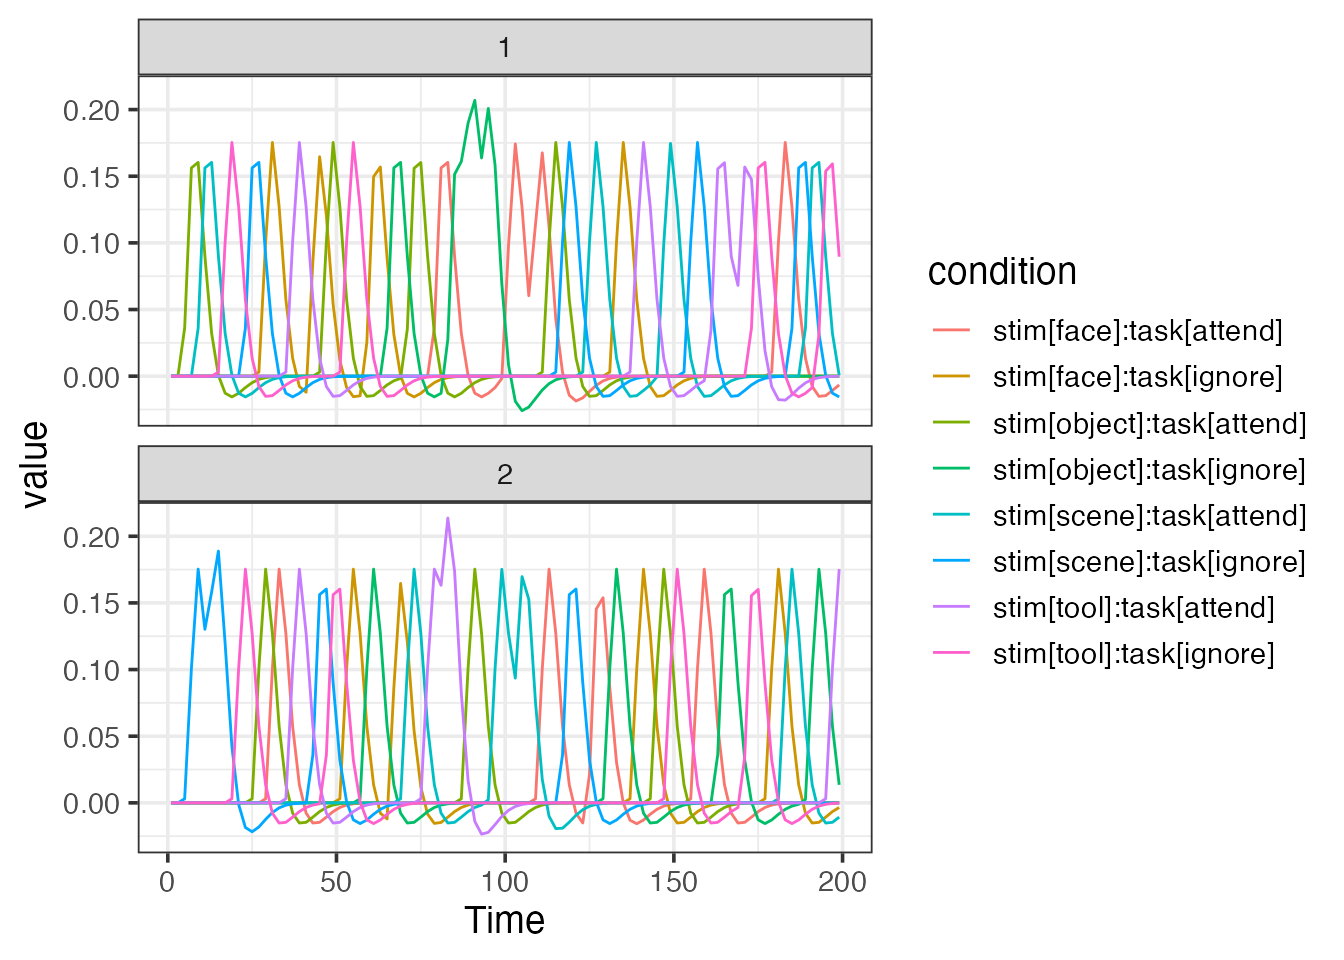 1
0.20
0.15
0.10
0.05
0.00
value
2
0.20
0.15
0.10
0.05
0.00
0 50 100 150 200
Time
condition
stim[face]:task[attend]
stim[face]:task[ignore]
stim[object]:task[attend]
stim[object]:task[ignore]
stim[scene]:task[attend]
stim[scene]:task[ignore]
stim[tool]:task[attend]
stim[tool]:task[ignore]